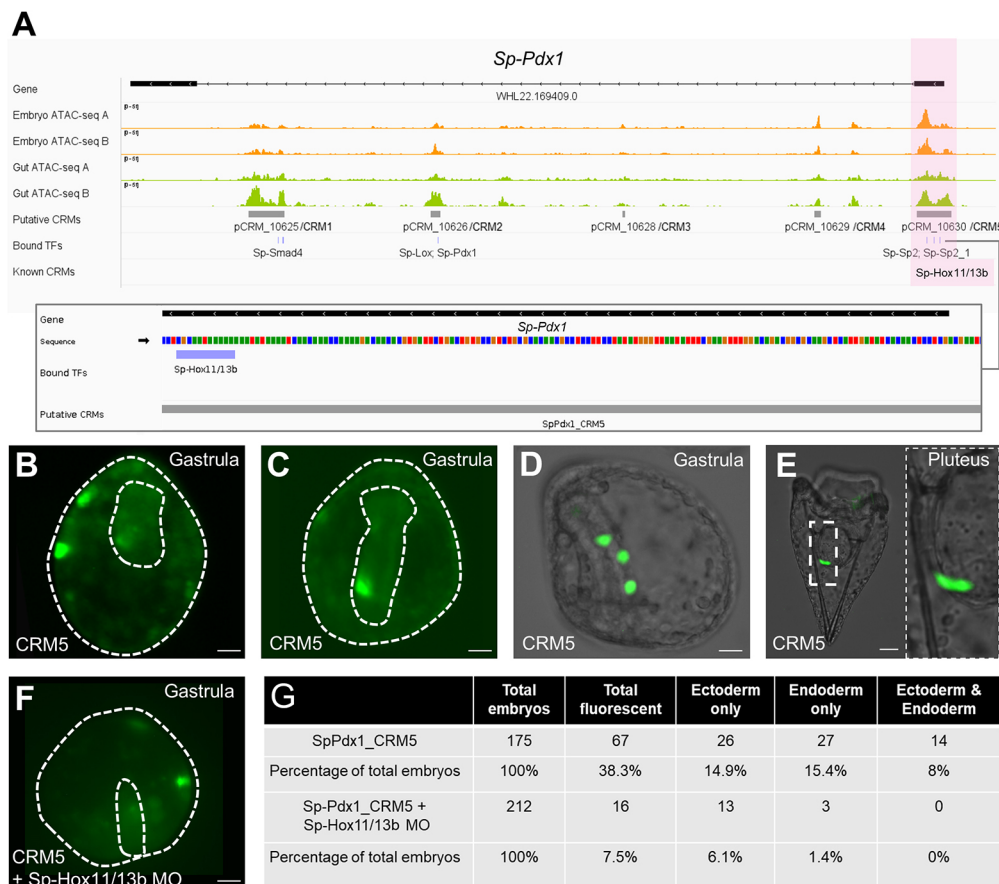 A
Sp-Pdx1
Gene
WHL22.169409.0
Embryo ATAC-seq A
Embryo ATAC-seq B
Gut ATAC-seq A
Gut ATAC-seq B
Putative CRMs
pCRM_10625/CRM1 pCRM_10626/CRM2 pCRM_10628/CRM3 pCRM_10629/CRM4 pCRM_10630/CRM5
Bound TFs
Sp-Smad4 Sp-Lox; Sp-Pdx1 Sp-Sp2; Sp-Sp2_1
Known CRMs
Sp-Hox11/13b
Gene
Sp-Pdx1
Sequence
Bound TFs
Sp-Hox11/13b
Putative CRMs
SpPdx1_CRM5
B Gastrula
CRM5
C Gastrula
CRM5
D Gastrula
CRM5
E Pluteus
CRM5
F Gastrula
CRM5
+ Sp-Hox11/13b MO
G Total embryos Total fluorescent Ectoderm only Endoderm only Ectoderm & Endoderm
SpPdx1_CRM5 175 67 26 27 14
Percentage of total embryos 100% 38.3% 14.9% 15.4% 8%
Sp-Pdx1_CRM5 + Sp-Hox11/13b MO 212 16 13 3 0
Percentage of total embryos 100% 7.5% 6.1% 1.4% 0%